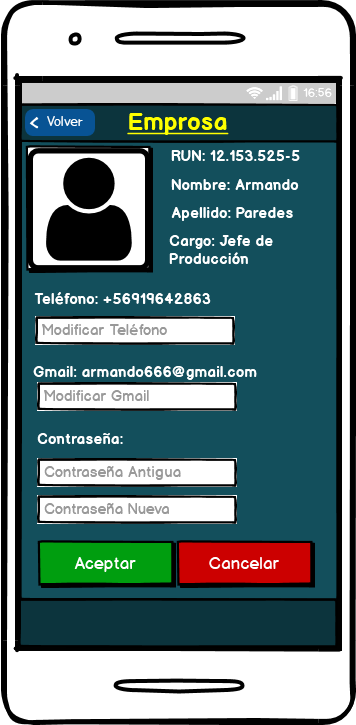 16:56
Volver
Emprosa
RUN: 12.153.525-5
Nombre: Armando
Apellido: Paredes
Cargo: Jefe de
Producción
Teléfono: +56919642863
Modificar Teléfono
Gmail: armando666@gmail.com
Modificar Gmail
Contraseña:
Contraseña Antigua
Contraseña Nueva
Aceptar
Cancelar